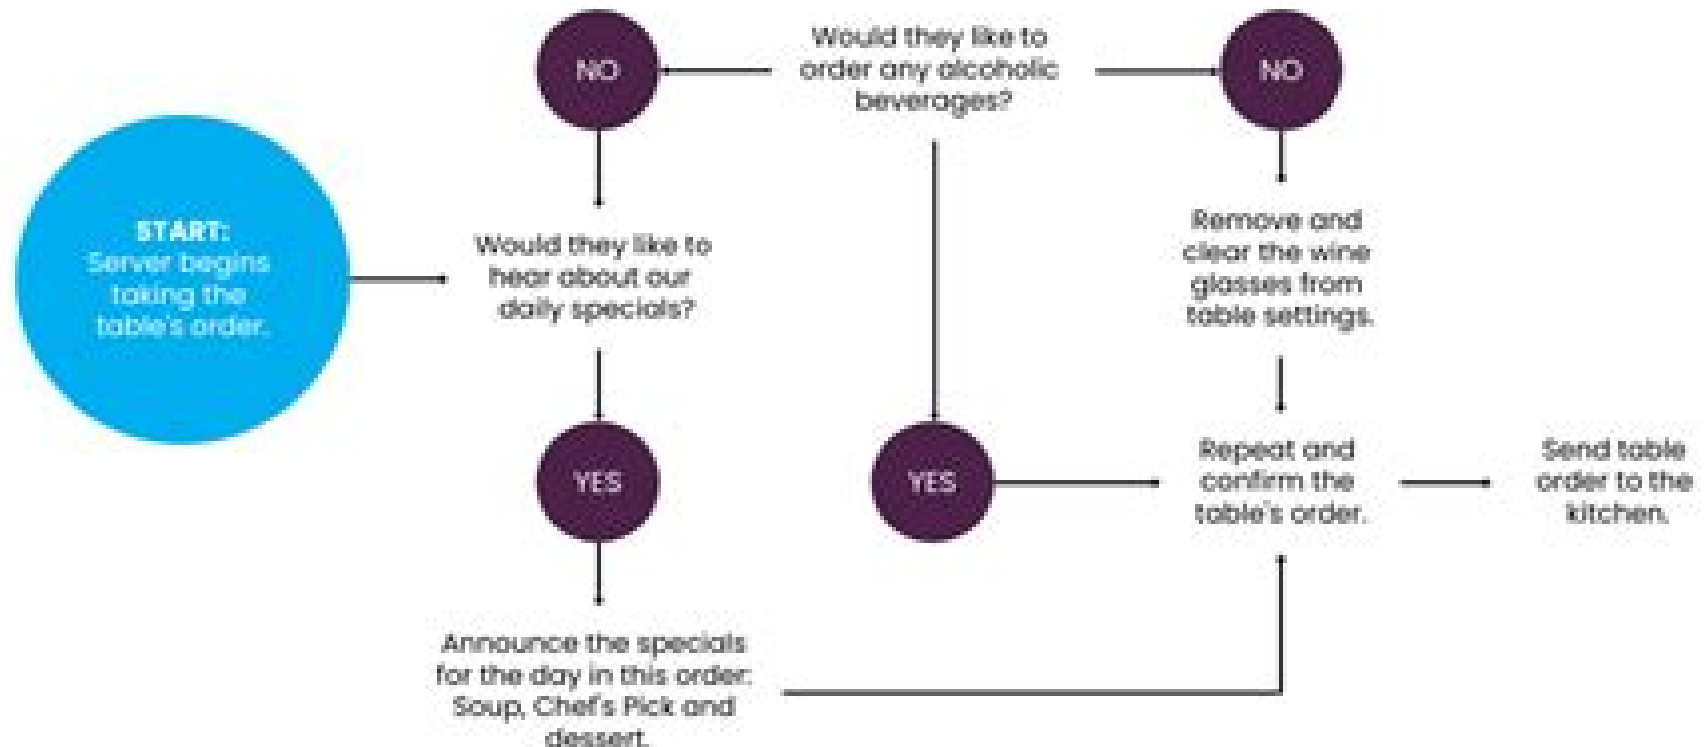 START:
Server begins
taking the
table's order.
Would they like to
hear about our
daily specials?
NO
Would they like to
order any alcoholic
beverages?
NO
YES
Announce the specials
for the day in this order:
Soup, Chef's Pick and
dessert.
YES
Remove and
clear the wine
glasses from
table settings.
Repeat and
confirm the
table's order.
Send table
order to the
kitchen.